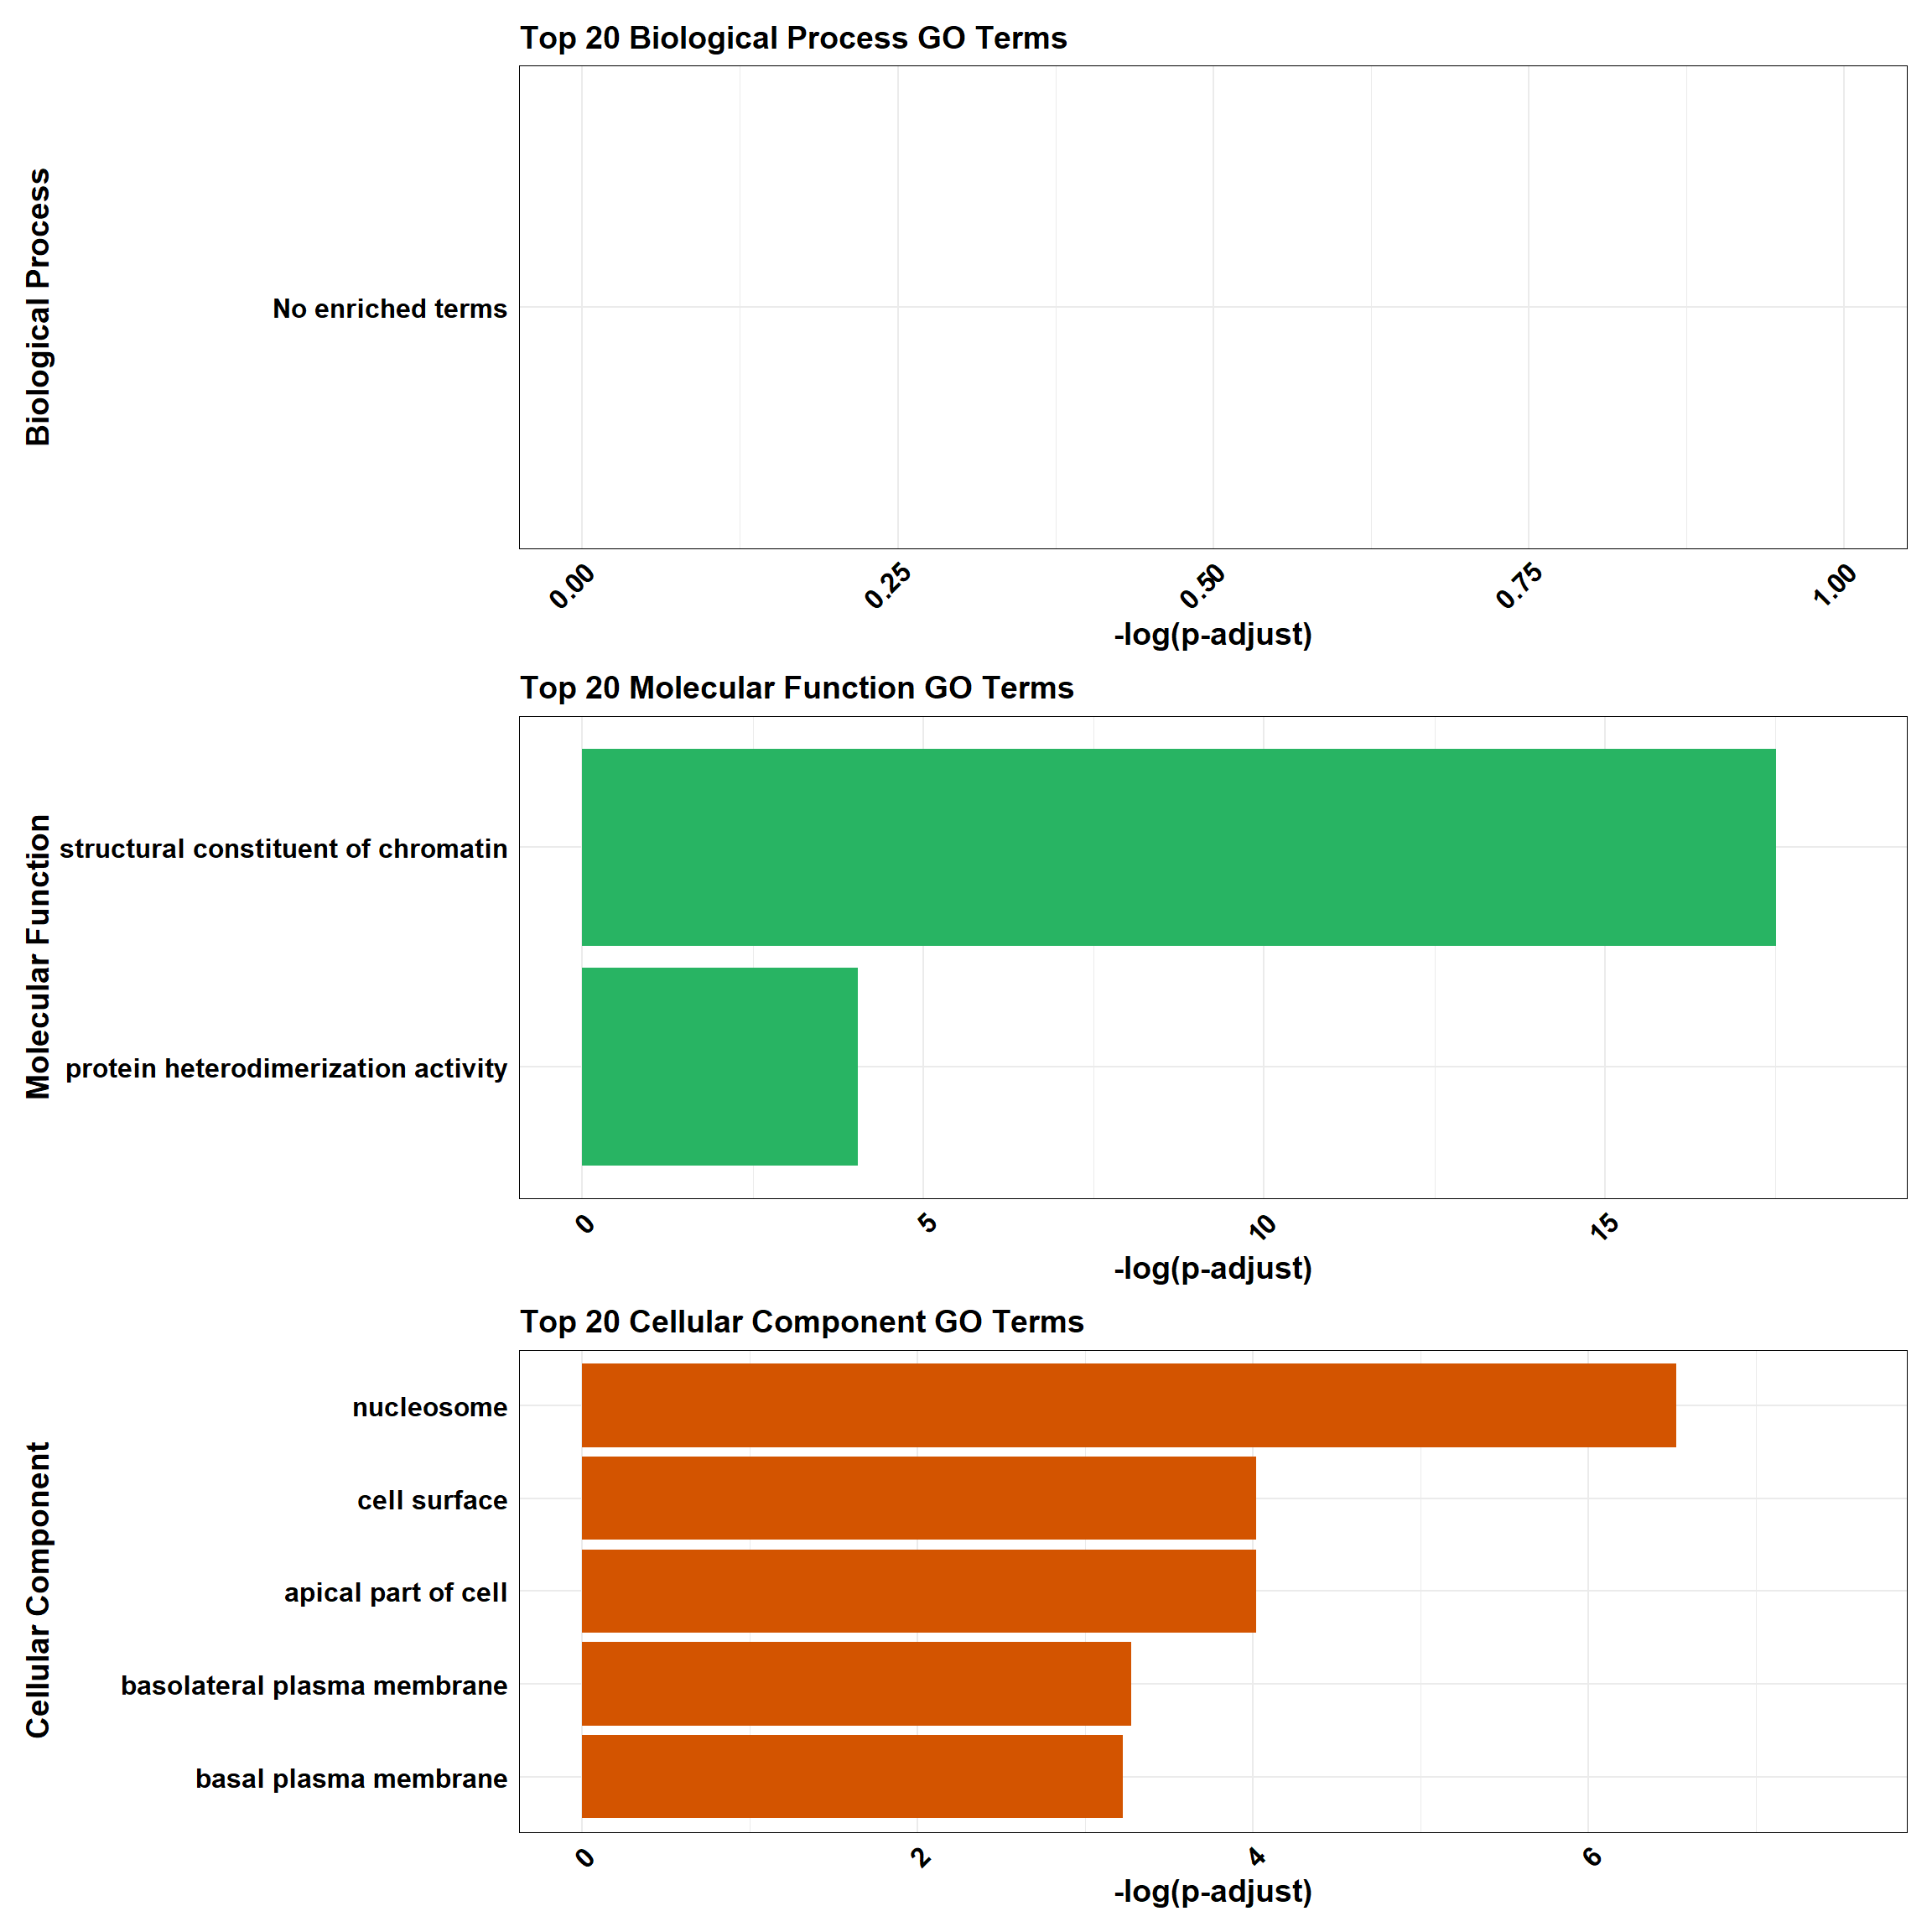 Top 20 Biological Process GO Terms
Biological Process
No enriched terms
0.00 0.25 0.50 0.75 1.00
-log(p-adjust)
Top 20 Molecular Function GO Terms
Molecular Function
structural constituent of chromatin
protein heterodimerization activity
0 5 10 15
-log(p-adjust)
Top 20 Cellular Component GO Terms
Cellular Component
nucleosome
cell surface
apical part of cell
basolateral plasma membrane
basal plasma membrane
0 2 4 6
-log(p-adjust)